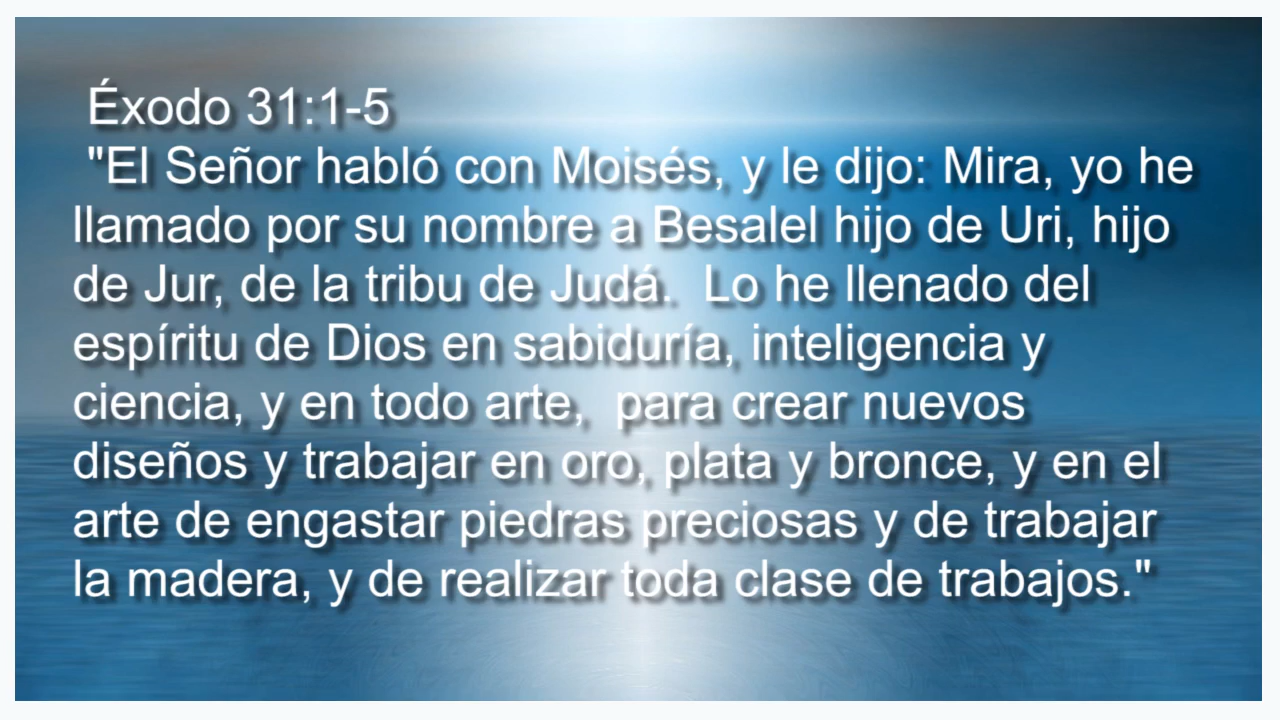 Éxodo 31:1-5
"El Señor habló con Moisés, y le dijo: Mira, yo he
llamado por su nombre a Besalel hijo de Uri, hijo
de Jur, de la tribu de Judá.  Lo he llenado del
espíritu de Dios en sabiduría, inteligencia y
ciencia, y en todo arte,  para crear nuevos
diseños y trabajar en oro, plata y bronce, y en el
arte de engastar piedras preciosas y de trabajar
la madera, y de realizar toda clase de trabajos."